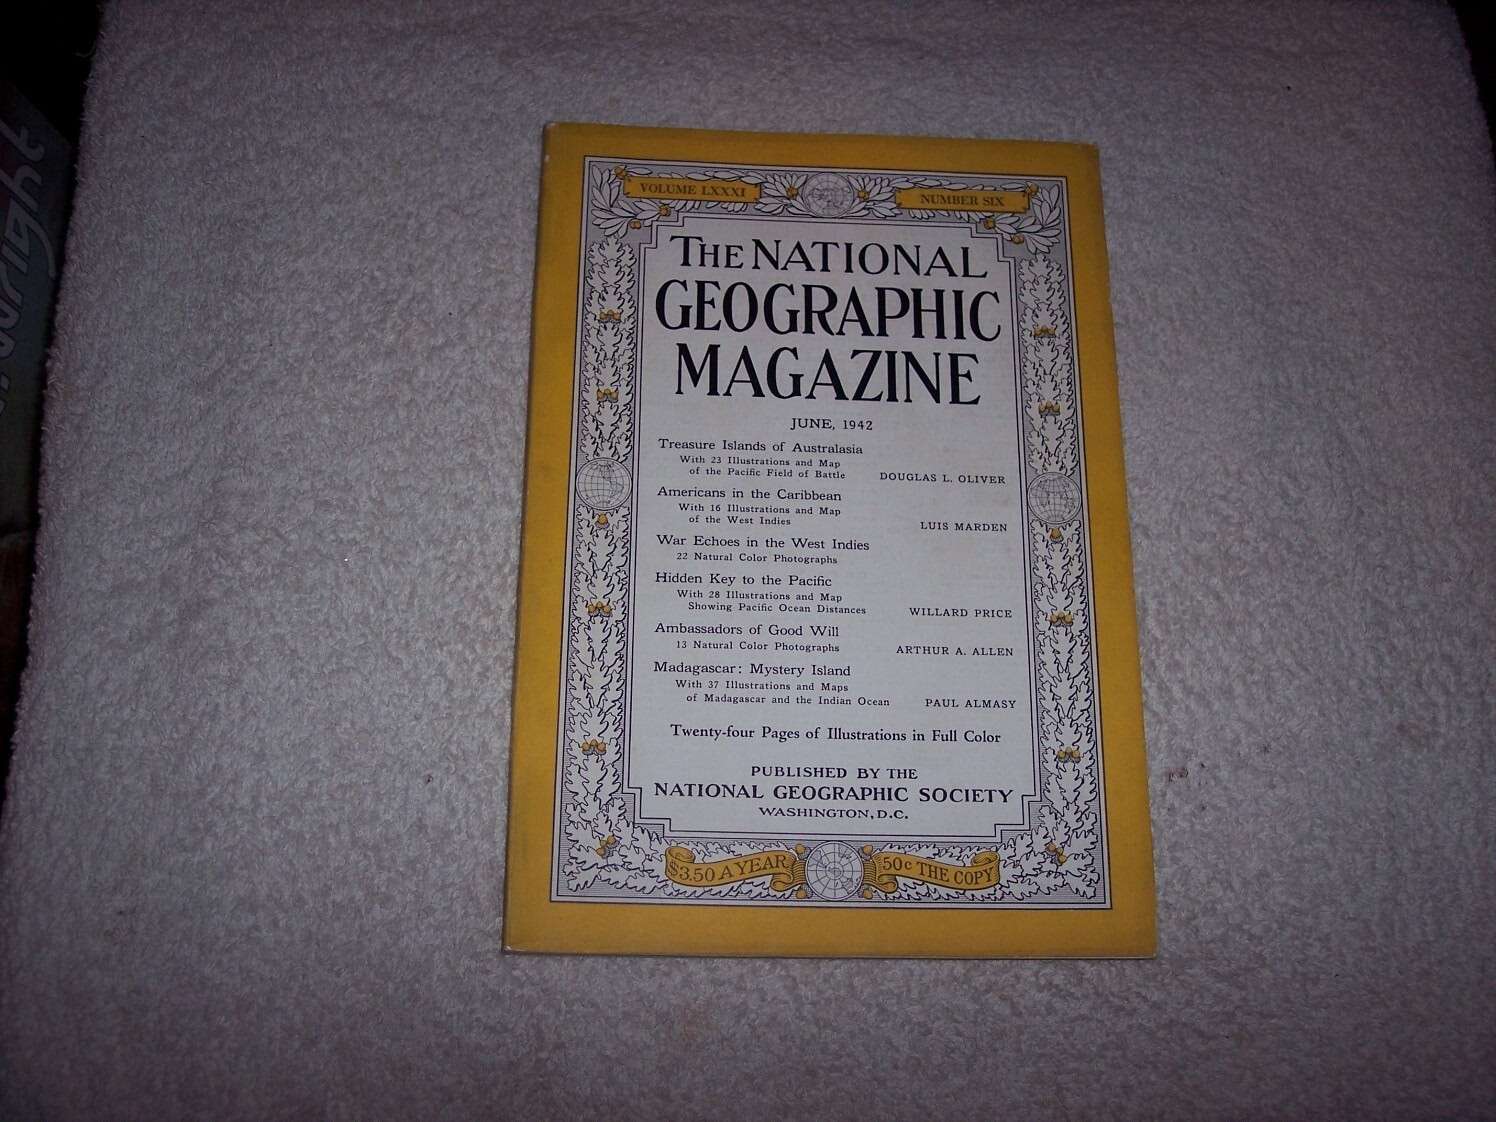 VOLUME LXXXI
NUMBER SIX
THE NATIONAL
GEOGRAPHIC
MAGAZINE
JUNE, 1942
Treasure Islands of Australasia
With 23 Illustrations and Map
of the Pacific Field of Battle DOUGLAS L. OLIVER
Americans in the Caribbean
With 16 Illustrations and Map
of the West Indies LUIS MARDEN
War Echoes in the West Indies
22 Natural Color Photographs
Hidden Key to the Pacific
With 28 Illustrations and Map
Showing Pacific Ocean Distances WILLARD PRICE
Ambassadors of Good Will
13 Natural Color Photographs ARTHUR A. ALLEN
Madagascar: Mystery Island
With 37 Illustrations and Maps
of Madagascar and the Indian Ocean PAUL ALMASY
Twenty-four Pages of Illustrations in Full Color
PUBLISHED BY THE
NATIONAL GEOGRAPHIC SOCIETY
WASHINGTON, D.C.
$3.50 A YEAR
50c THE COPY